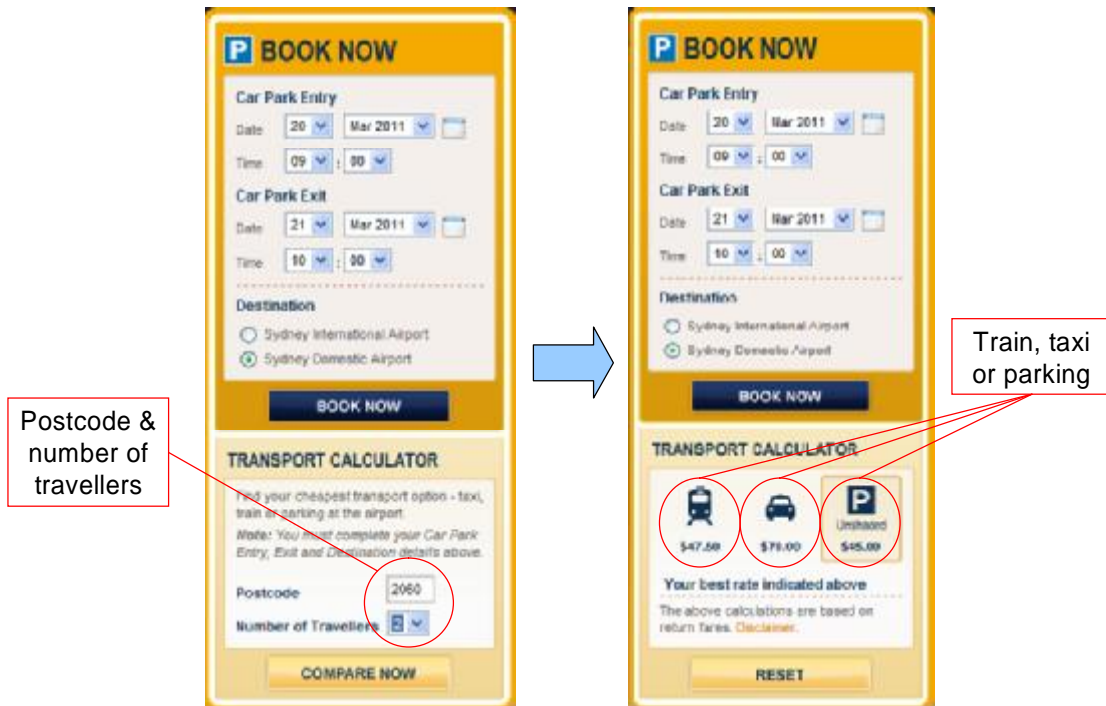 P BOOK NOW
Car Park Entry
Date 20 Mar 2011
Time 09 : 00
Car Park Exit
Date 21 Mar 2011
Time 10 : 00
Destination
Sydney International Airport
Sydney Domestic Airport
BOOK NOW
Postcode &
number of
travellers
TRANSPORT CALCULATOR
Find your cheapest transport option - taxi,
train or parking at the airport
Note: You must complete your Car Park
Entry, Exit and Destination details above.
Postcode 2060
Number of Travellers 2
COMPARE NOW
P BOOK NOW
Car Park Entry
Date 20 Mar 2011
Time 09 : 00
Car Park Exit
Date 21 Mar 2011
Time 10 : 00
Destination
Sydney International Airport
Sydney Domestic Airport
BOOK NOW
Train, taxi
or parking
TRANSPORT CALCULATOR
P
$47.50 $70.00 $45.00
Your best rate indicated above
The above calculations are based on
return fares. Disclaimer.
RESET